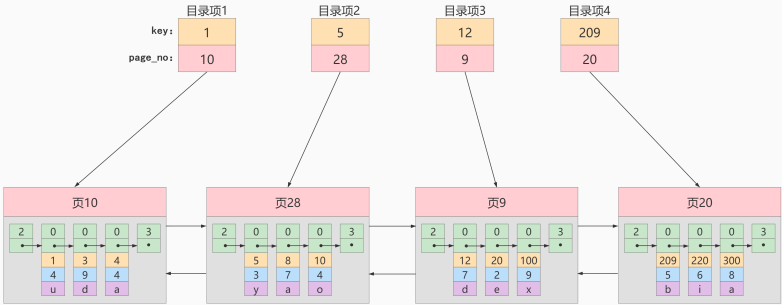 目录项1 目录项2 目录项3 目录项4
key: 1 5 12 209
page_no: 10 28 9 20
页10 页28 页9 页20
2 0 0 0 3 2 0 0 0 3 2 0 0 0 3 2 0 0 0 3
1 3 4 5 8 10 12 20 100 209 220 300
4 9 4 3 7 4 7 2 9 5 6 8
u d a y a o d e x b i a